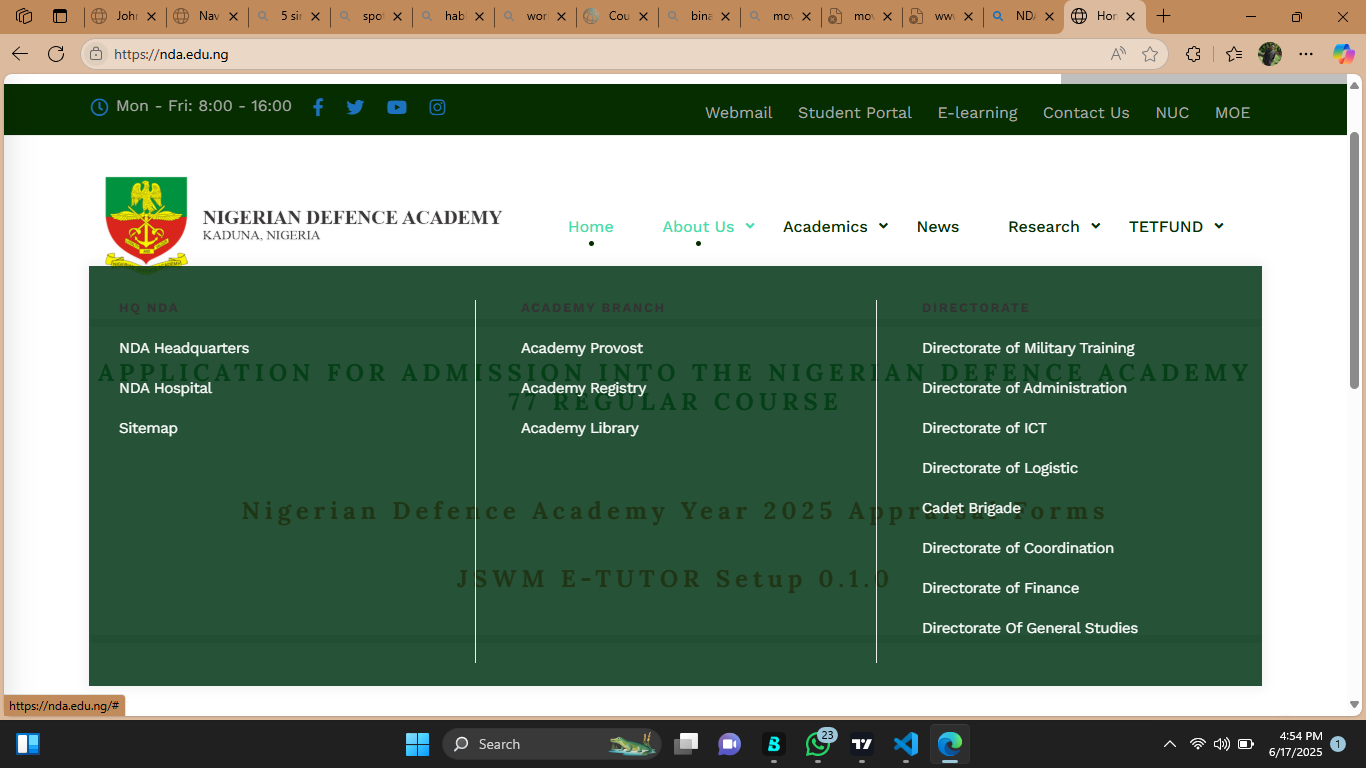 John
Nav
5 sin
spo
hab
wor
Cou
bina
mov
mov
www
ND
Hor
https://nda.edu.ng
Mon - Fri: 8:00 - 16:00
Webmail Student Portal E-learning Contact Us NUC MOE
NIGERIAN DEFENCE ACADEMY
KADUNA, NIGERIA
Home About Us Academics News Research TETFUND
HQ NDA
NDA Headquarters
NDA Hospital
Sitemap
ACADEMY BRANCH
Academy Provost
Academy Registry
Academy Library
DIRECTORATE
Directorate of Military Training
Directorate of Administration
Directorate of ICT
Directorate of Logistic
Cadet Brigade
Directorate of Coordination
Directorate of Finance
Directorate Of General Studies
APPLICATION FOR ADMISSION INTO THE NIGERIAN DEFENCE ACADEMY
77 REGULAR COURSE
Nigerian Defence Academy Year 2025 Appraisal Forms
JSWM E-TUTOR Setup 0.1.0
https://nda.edu.ng/#
Search
23
4:54 PM
6/17/2025
1